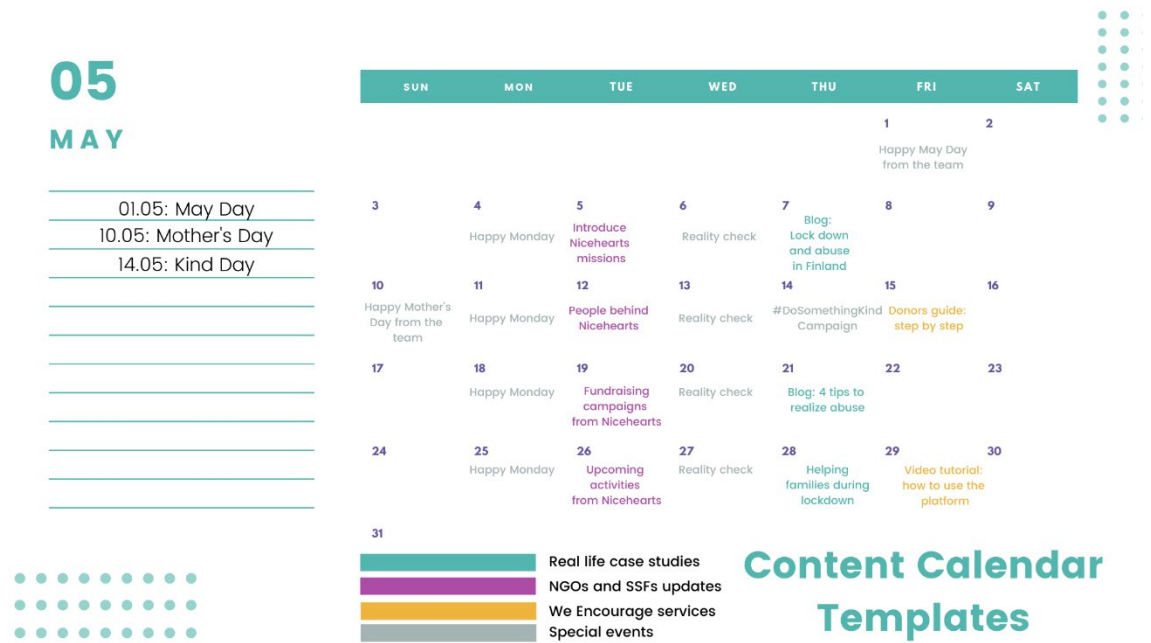 05
MAY
01.05: May Day
10.05: Mother's Day
14.05: Kind Day
SUN MON TUE WED THU FRI SAT
1 2
Happy May Day
from the team
3 4 5 6 7 8 9
Happy Monday
Introduce
Nicehearts
missions
Reality check
Blog:
Lock down
and abuse
in Finland
10 11 12 13 14 15 16
Happy Mother's
Day from the
team
Happy Monday
People behind
Nicehearts
Reality check
#DoSomethingKind
Campaign
Donors guide:
step by step
17 18 19 20 21 22 23
Happy Monday
Fundraising
campaigns
from Nicehearts
Reality check
Blog: 4 tips to
realize abuse
24 25 26 27 28 29 30
Happy Monday
Upcoming
activities
from Nicehearts
Reality check
Helping
families during
lockdown
Video tutorial:
how to use the
platform
31
Real life case studies
NGOs and SSFs updates
We Encourage services
Special events
Content Calendar
Templates